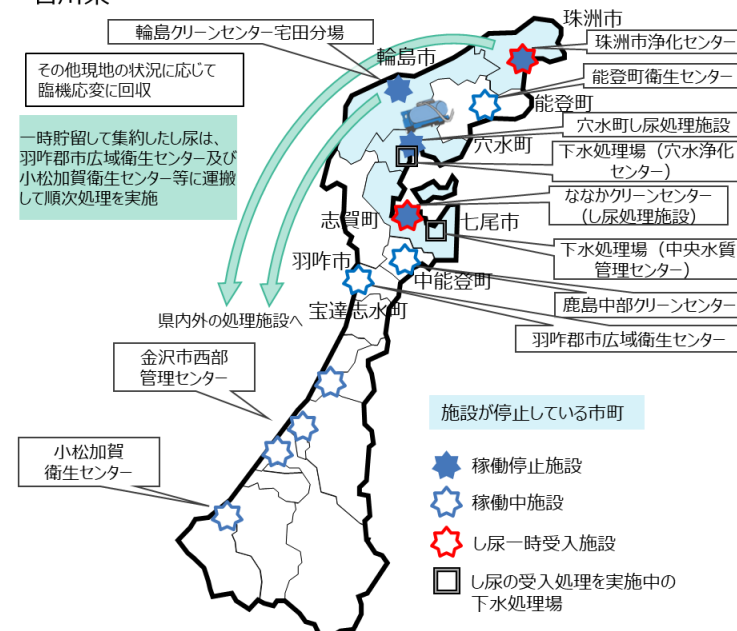 輪島クリーンセンター宅田分場
珠洲市
珠洲市浄化センター
輪島市
その他現地の状況に応じて
臨機応変に回収
能登町衛生センター
能登町
穴水町し尿処理施設
穴水町
一時貯留して集約したし尿は、
羽咋郡市広域衛生センター及び
小松加賀衛生センター等に運搬
して順次処理を実施
下水処理場（穴水浄化
センター）
ななかクリーンセンター
（し尿処理施設）
志賀町
七尾市
下水処理場（中央水質
管理センター）
羽咋市
中能登町
鹿島中部クリーンセンター
宝達志水町
県内外の処理施設へ
羽咋郡市広域衛生センター
金沢市西部
管理センター
施設が停止している市町
小松加賀
衛生センター
稼働停止施設
稼働中施設
し尿一時受入施設
し尿の受入処理を実施中の
下水処理場